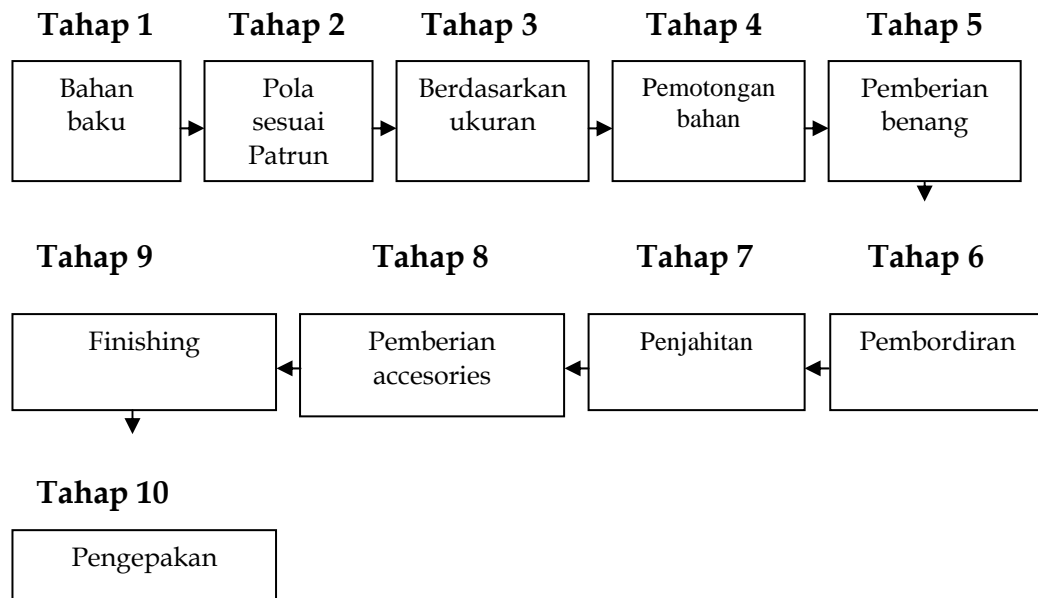 Tahap 1
Tahap 2
Tahap 3
Tahap 4
Tahap 5
Bahan
baku
Pola
sesuai
Patrun
Berdasarkan
ukuran
Pemotongan
bahan
Pemberian
benang
Tahap 9
Tahap 8
Tahap 7
Tahap 6
Finishing
Pemberian
accesories
Penjahitan
Pembordiran
Tahap 10
Pengepakan